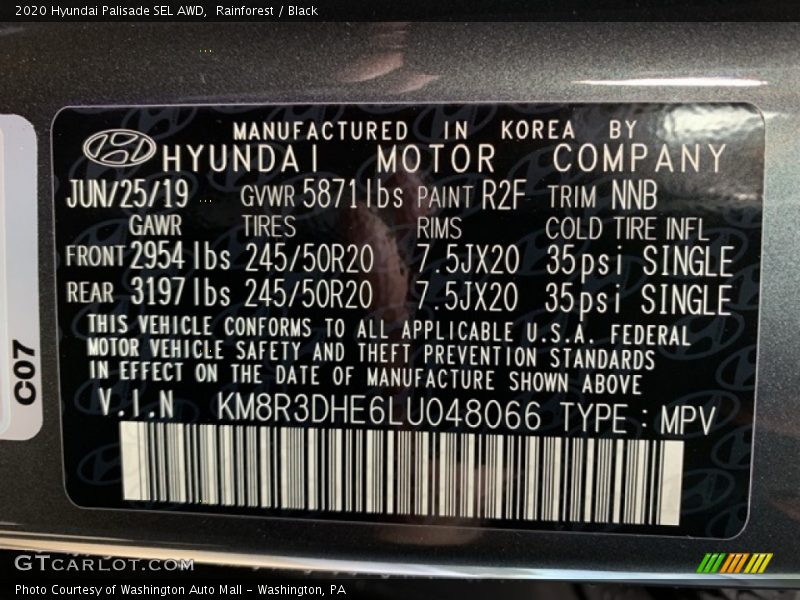 2020 Hyundai Palisade SEL AWD, Rainforest / Black
MANUFACTURED IN KOREA BY
HYUNDAI MOTOR COMPANY
JUN/25/19 GVWR 5871lbs PAINT R2F TRIM NNB
GAWR TIRES RIMS COLD TIRE INFL
FRONT 2954 lbs 245/50R20 7.5JX20 35psi SINGLE
REAR 3197 lbs 245/50R20 7.5JX20 35psi SINGLE
THIS VEHICLE CONFORMS TO ALL APPLICABLE U.S.A. FEDERAL
MOTOR VEHICLE SAFETY AND THEFT PREVENTION STANDARDS
IN EFFECT ON THE DATE OF MANUFACTURE SHOWN ABOVE
V.I.N KM8R3DHE6LU048066 TYPE : MPV
C07
GTCARLOT.COM
Photo Courtesy of Washington Auto Mall - Washington, PA